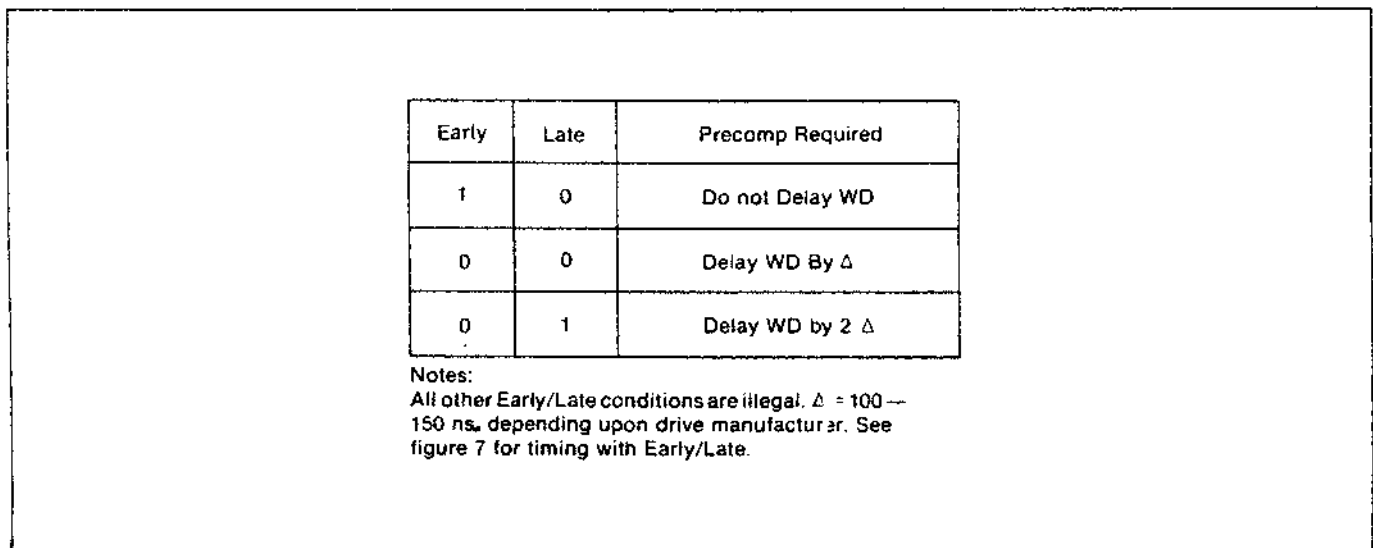 Early Late Precomp Required
1 0 Do not Delay WD
0 0 Delay WD By Δ
0 1 Delay WD by 2 Δ
Notes:
All other Early/Late conditions are illegal. Δ = 100 —
150 ns. depending upon drive manufacturer. See
figure 7 for timing with Early/Late.